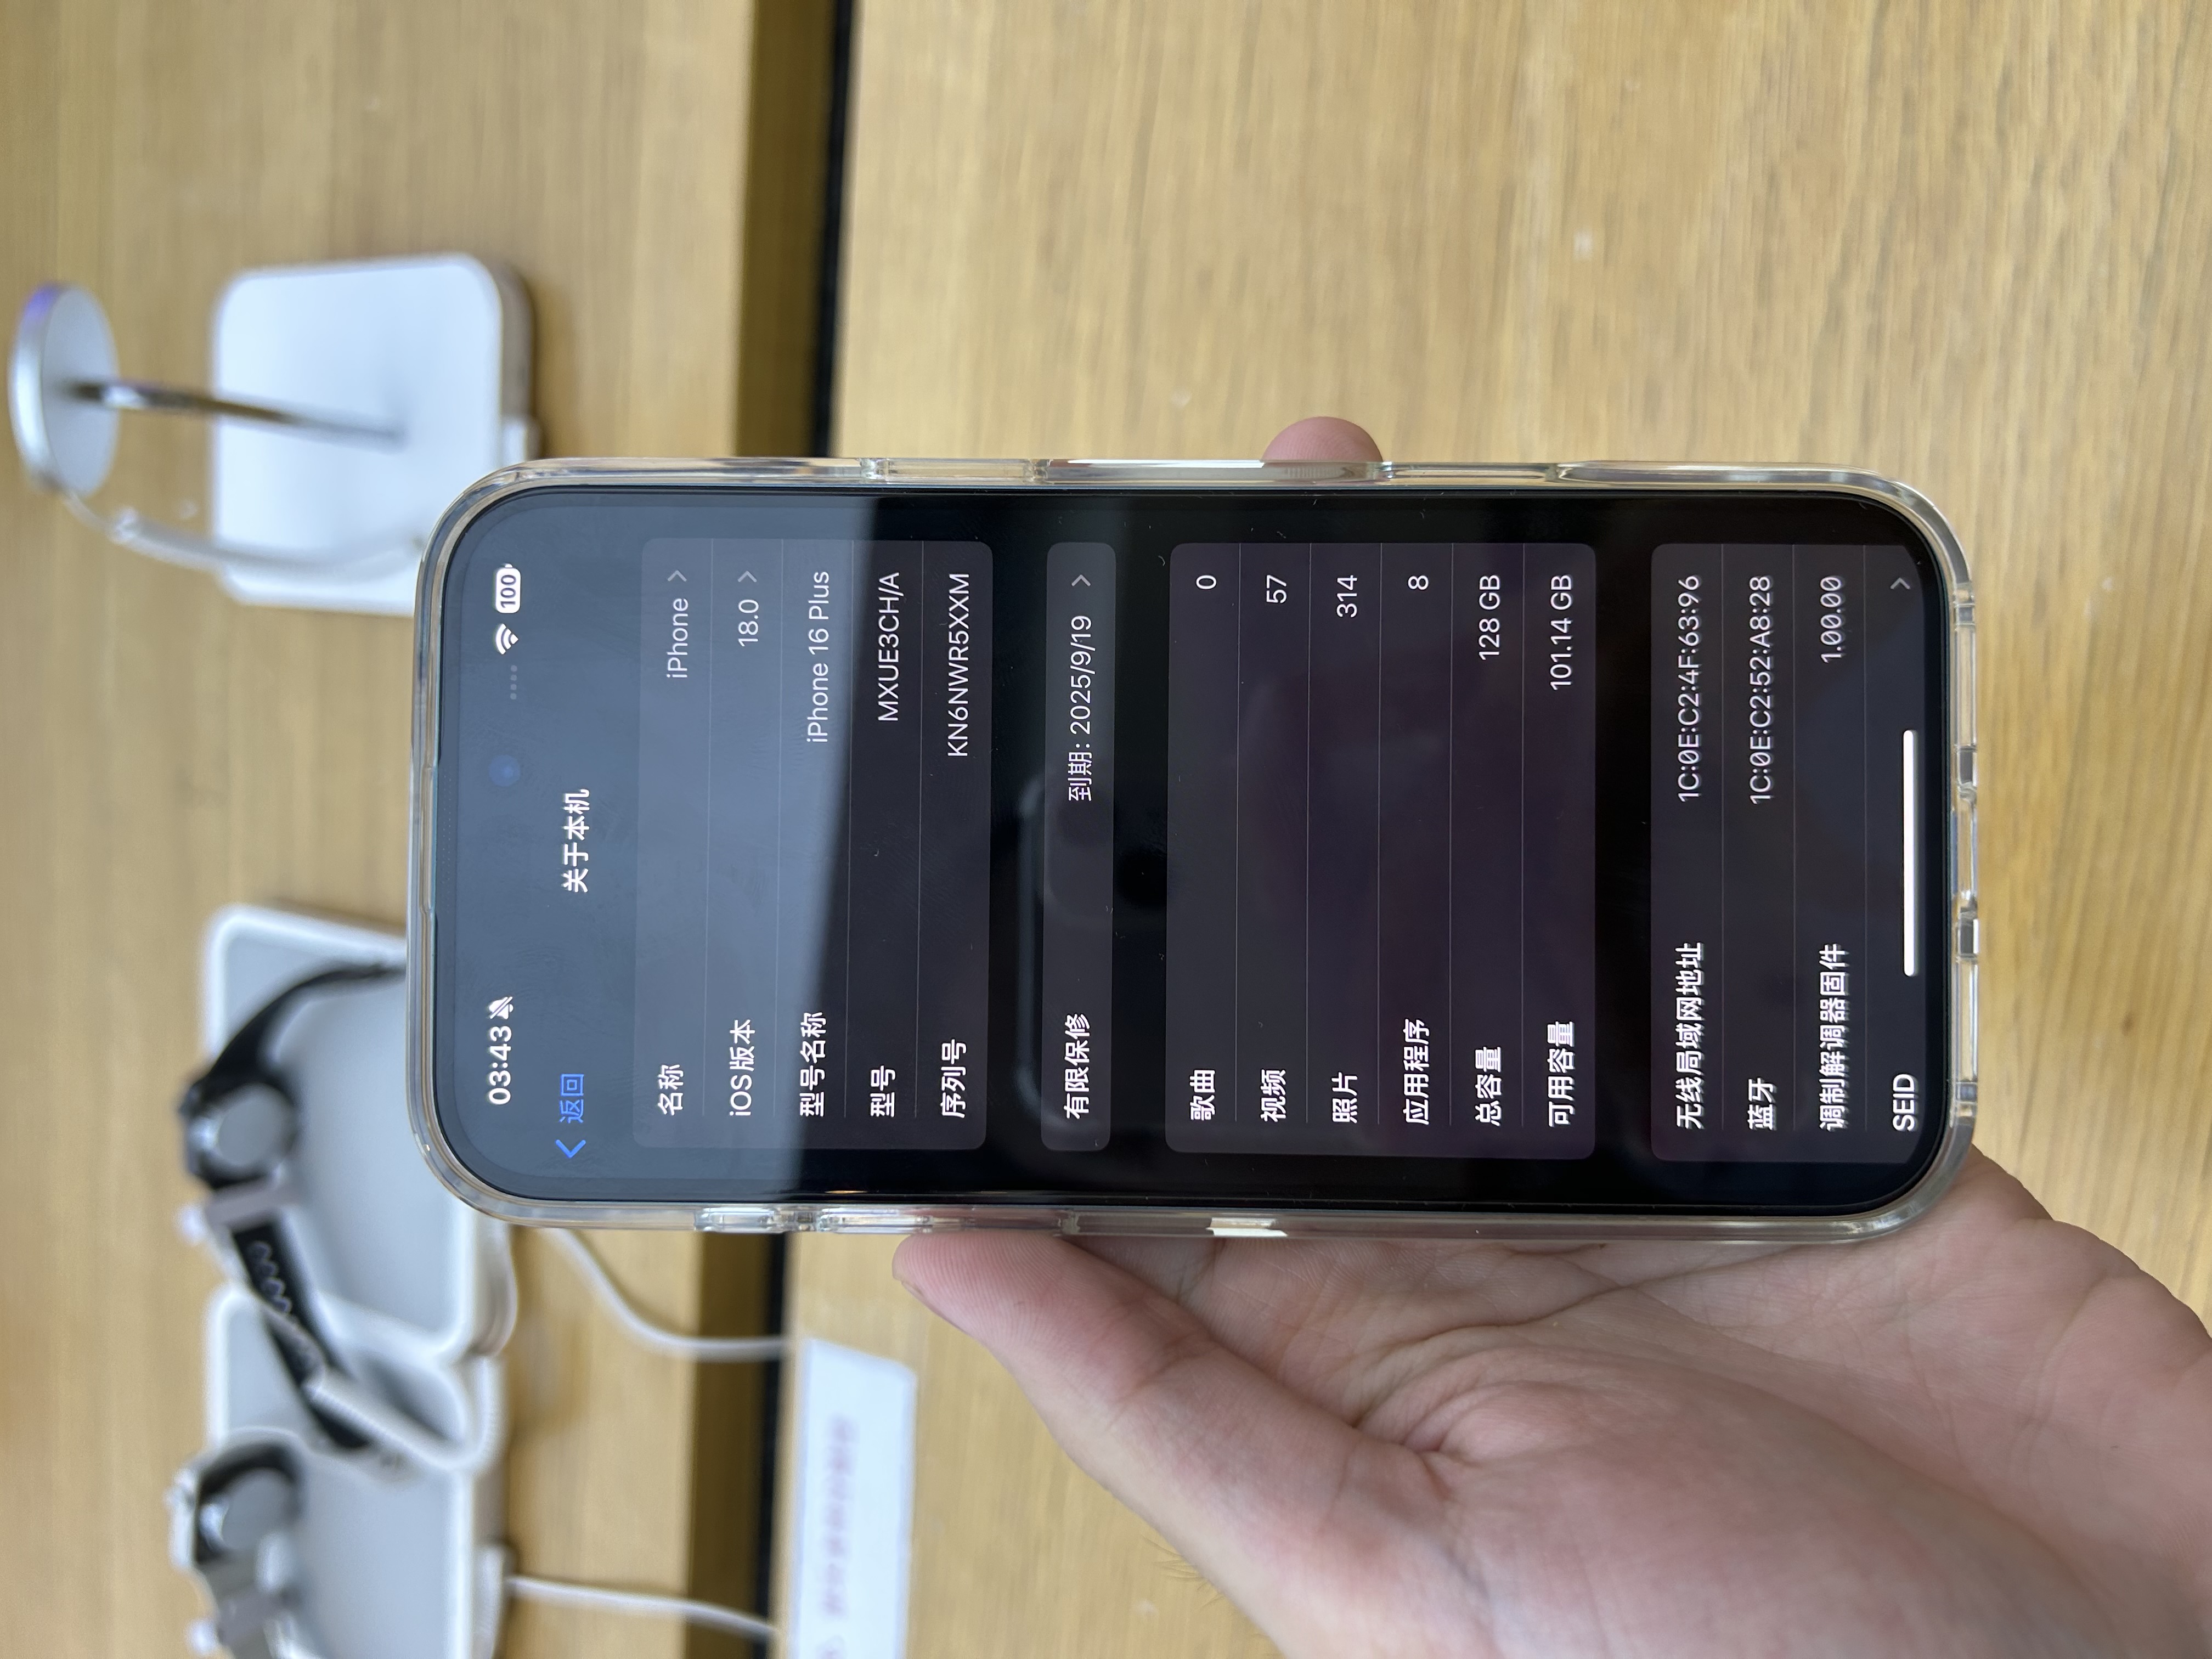 03:43
100
返回
关于本机
名称 iPhone
iOS版本 18.0
型号名称 iPhone 16 Plus
型号 MXUE3CH/A
序列号 KN6NWR5XXM
有限保修 到期: 2025/9/19
歌曲 0
视频 57
照片 314
应用程序 8
总容量 128 GB
可用容量 101.14 GB
无线局域网地址 1C:0E:C2:4F:63:96
蓝牙 1C:0E:C2:52:A8:28
调制解调器固件 1.00.00
SEID